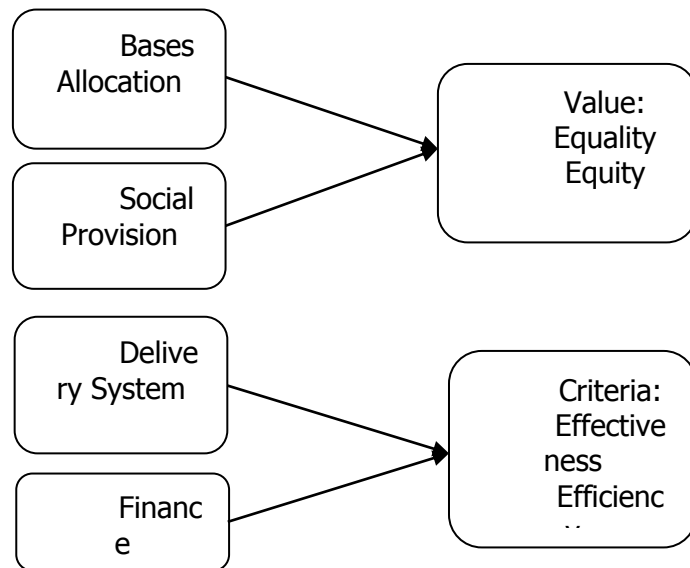 Bases
Allocation
Social
Provision
Delive
ry System
Financ
e
Value:
Equality
Equity
Criteria:
Effective
ness
Efficienc